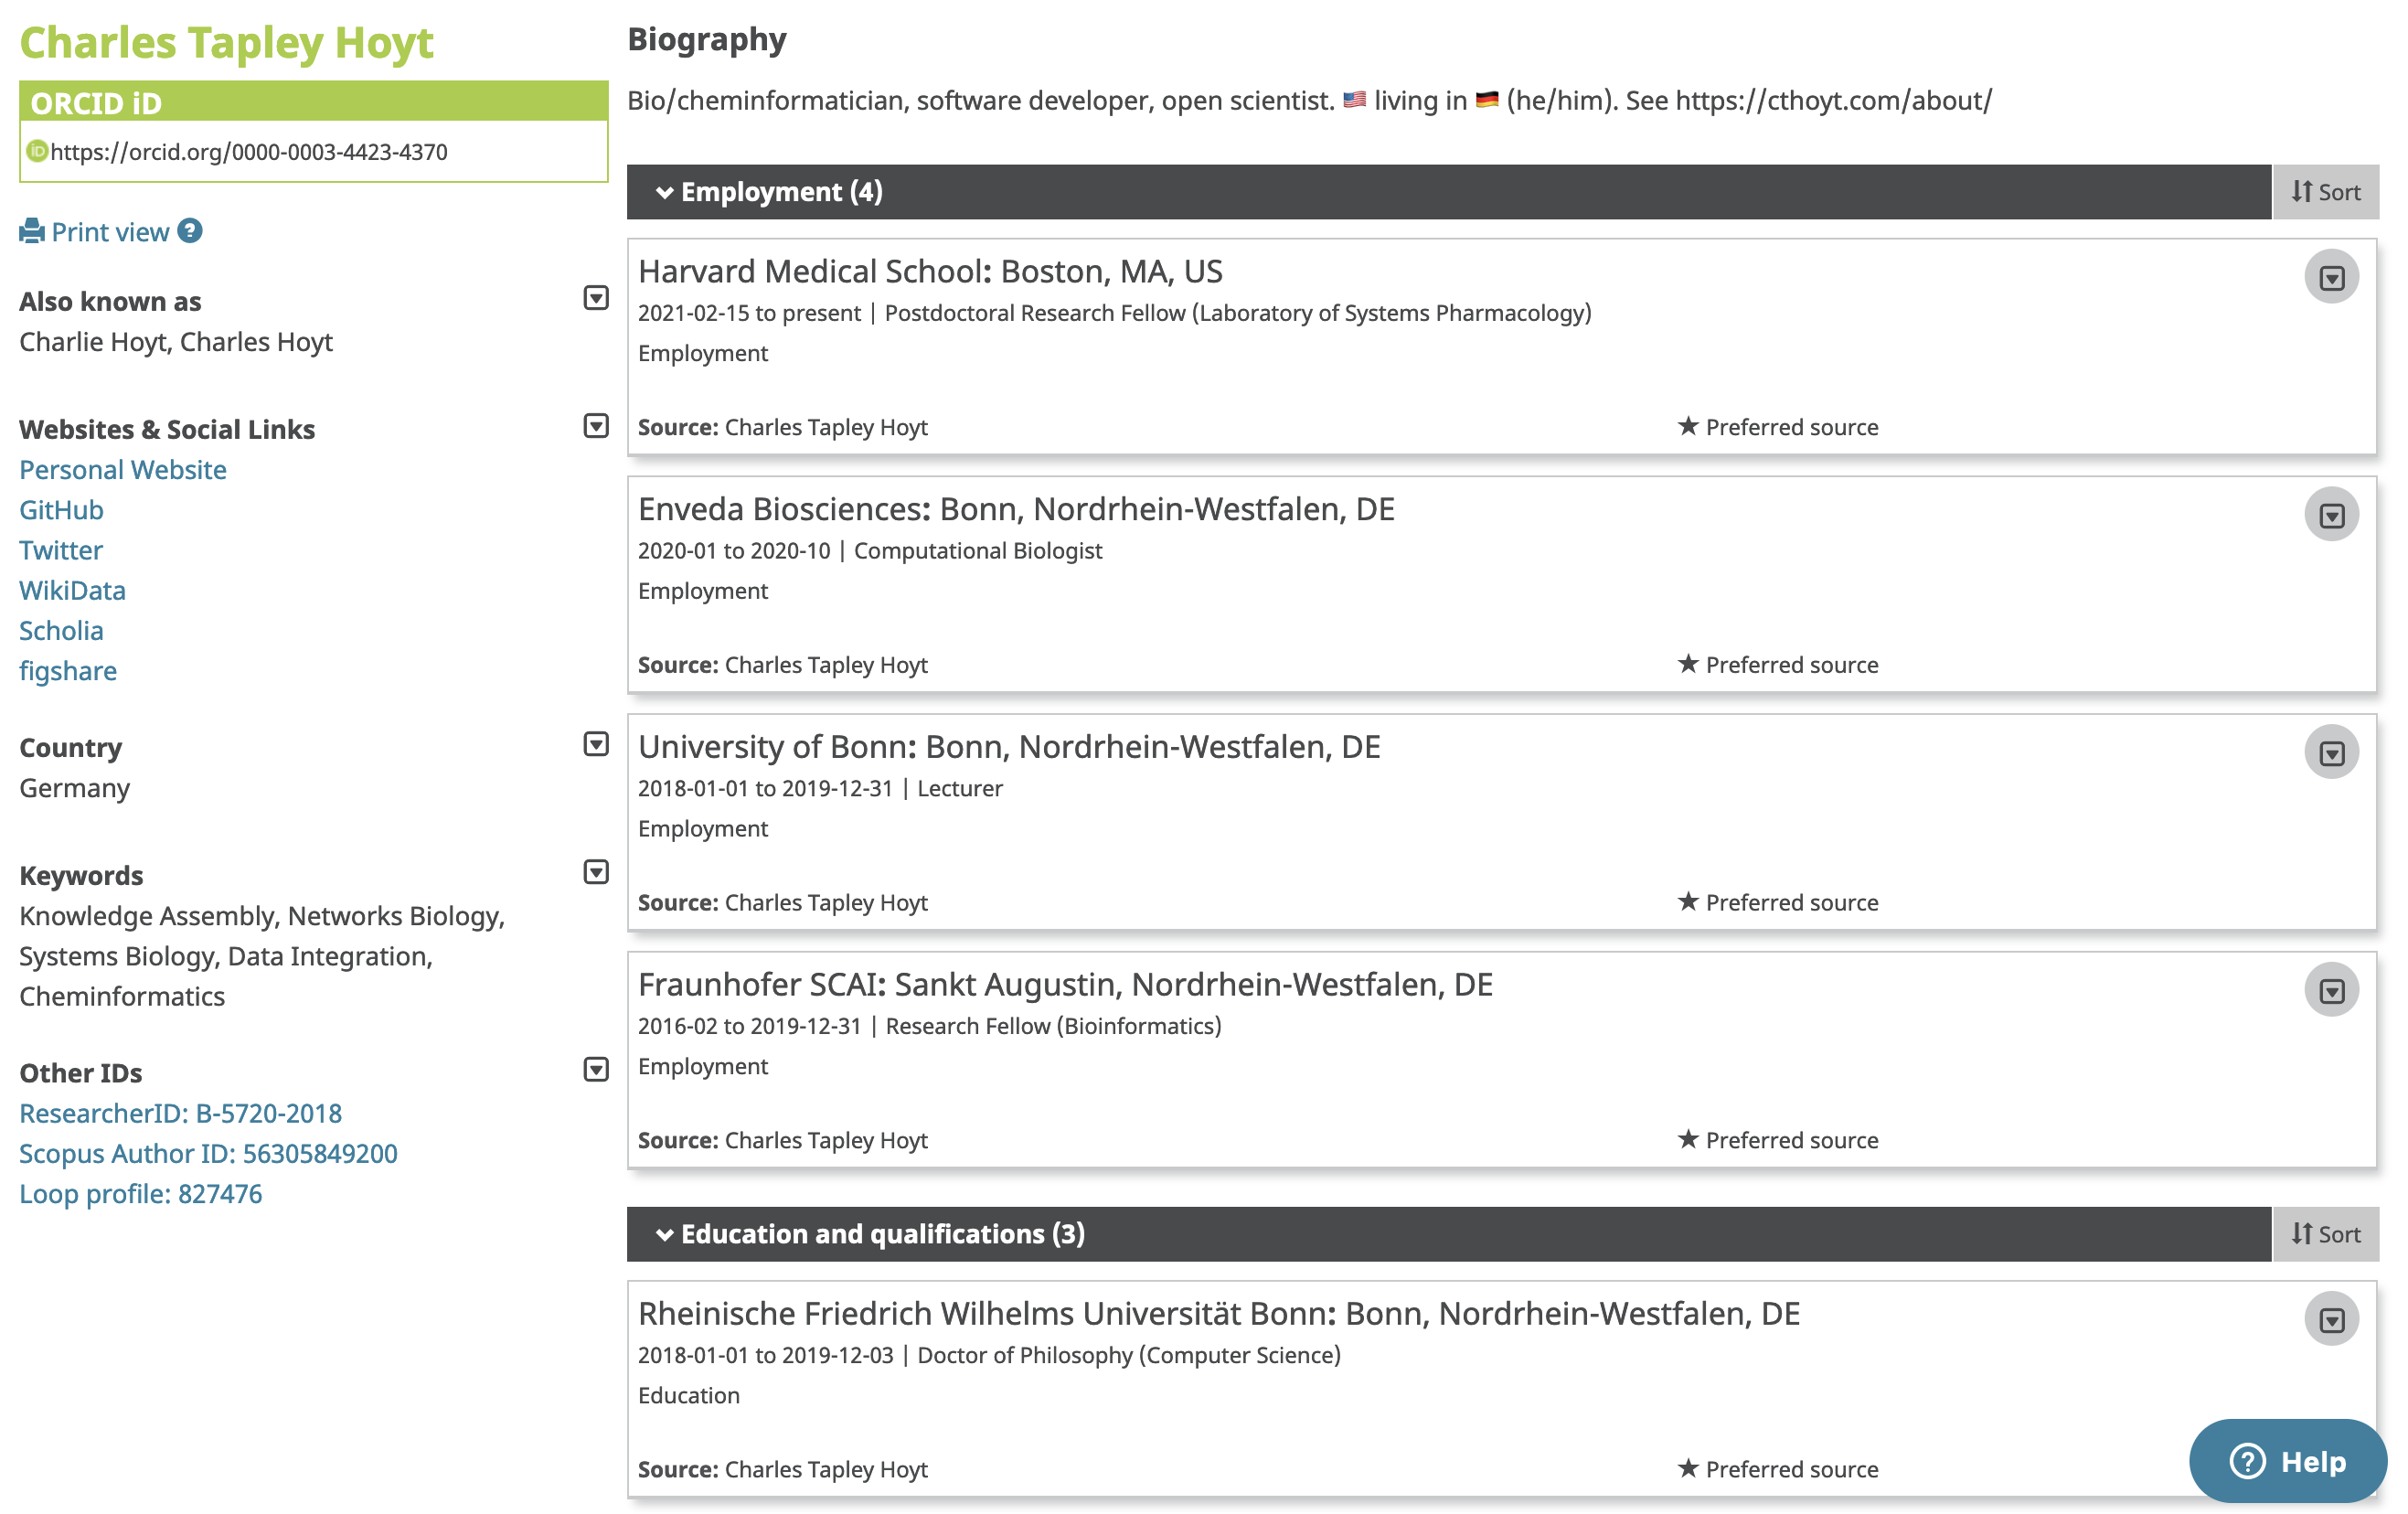 Charles Tapley Hoyt
ORCID iD
https://orcid.org/0000-0003-4423-4370
Print view
Also known as
Charlie Hoyt, Charles Hoyt
Websites & Social Links
Personal Website
GitHub
Twitter
WikiData
Scholia
figshare
Country
Germany
Keywords
Knowledge Assembly, Networks Biology,
Systems Biology, Data Integration,
Cheminformatics
Other IDs
ResearcherID: B-5720-2018
Scopus Author ID: 56305849200
Loop profile: 827476
Biography
Bio/cheminformatician, software developer, open scientist. 🇺🇸 living in 🇩🇪 (he/him). See https://cthoyt.com/about/
Employment (4)
Sort
Harvard Medical School: Boston, MA, US
2021-02-15 to present | Postdoctoral Research Fellow (Laboratory of Systems Pharmacology)
Employment
Source: Charles Tapley Hoyt ★ Preferred source
Enveda Biosciences: Bonn, Nordrhein-Westfalen, DE
2020-01 to 2020-10 | Computational Biologist
Employment
Source: Charles Tapley Hoyt ★ Preferred source
University of Bonn: Bonn, Nordrhein-Westfalen, DE
2018-01-01 to 2019-12-31 | Lecturer
Employment
Source: Charles Tapley Hoyt ★ Preferred source
Fraunhofer SCAI: Sankt Augustin, Nordrhein-Westfalen, DE
2016-02 to 2019-12-31 | Research Fellow (Bioinformatics)
Employment
Source: Charles Tapley Hoyt ★ Preferred source
Education and qualifications (3)
Sort
Rheinische Friedrich Wilhelms Universität Bonn: Bonn, Nordrhein-Westfalen, DE
2018-01-01 to 2019-12-03 | Doctor of Philosophy (Computer Science)
Education
Source: Charles Tapley Hoyt ★ Preferred source
Help